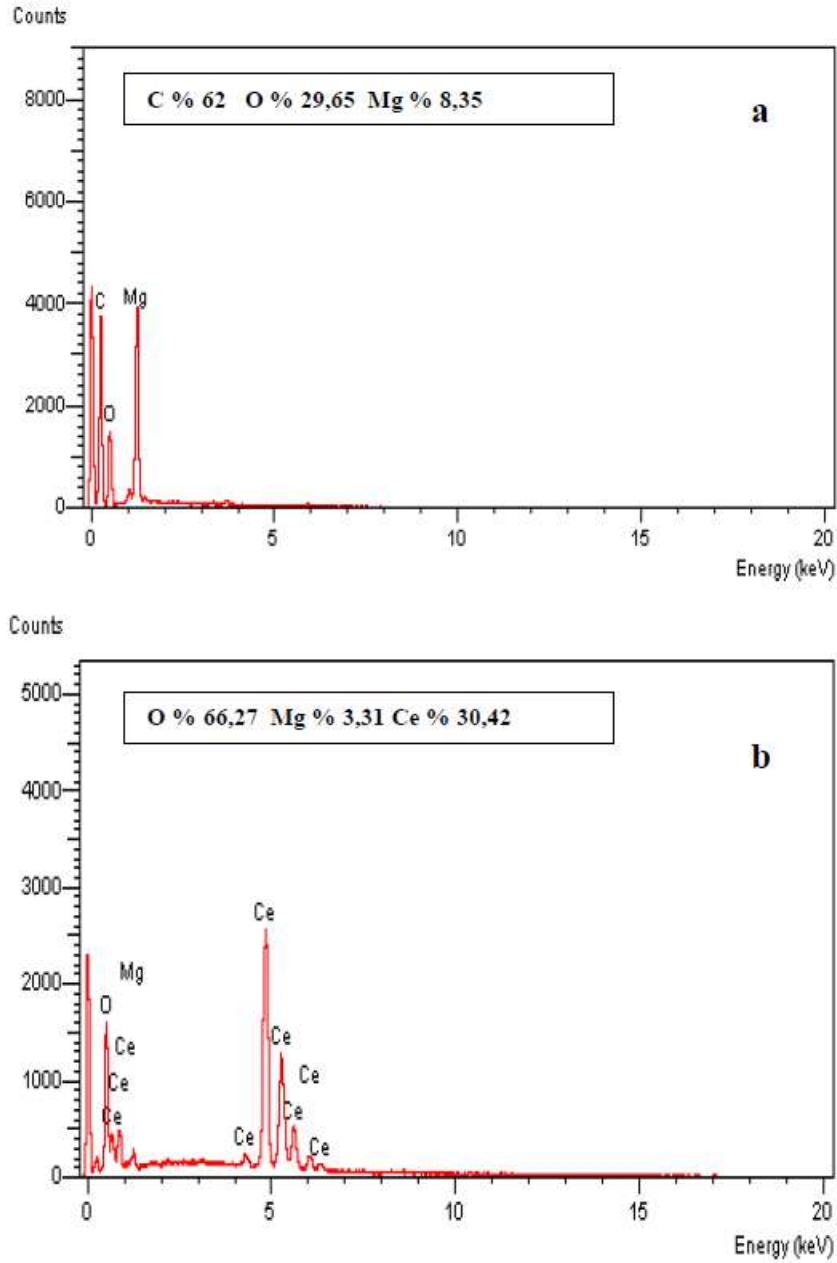 Counts
C % 62 O % 29,65 Mg % 8,35
a
8000
6000
4000
2000
0
C
Mg
O
0 5 10 15 20
Energy (keV)
Counts
O % 66,27 Mg % 3,31 Ce % 30,42
b
5000
4000
3000
2000
1000
0
Ce
Mg
O
Ce
Ce
Ce
Ce
Ce
Ce
Ce
Ce
0 5 10 15 20
Energy (keV)